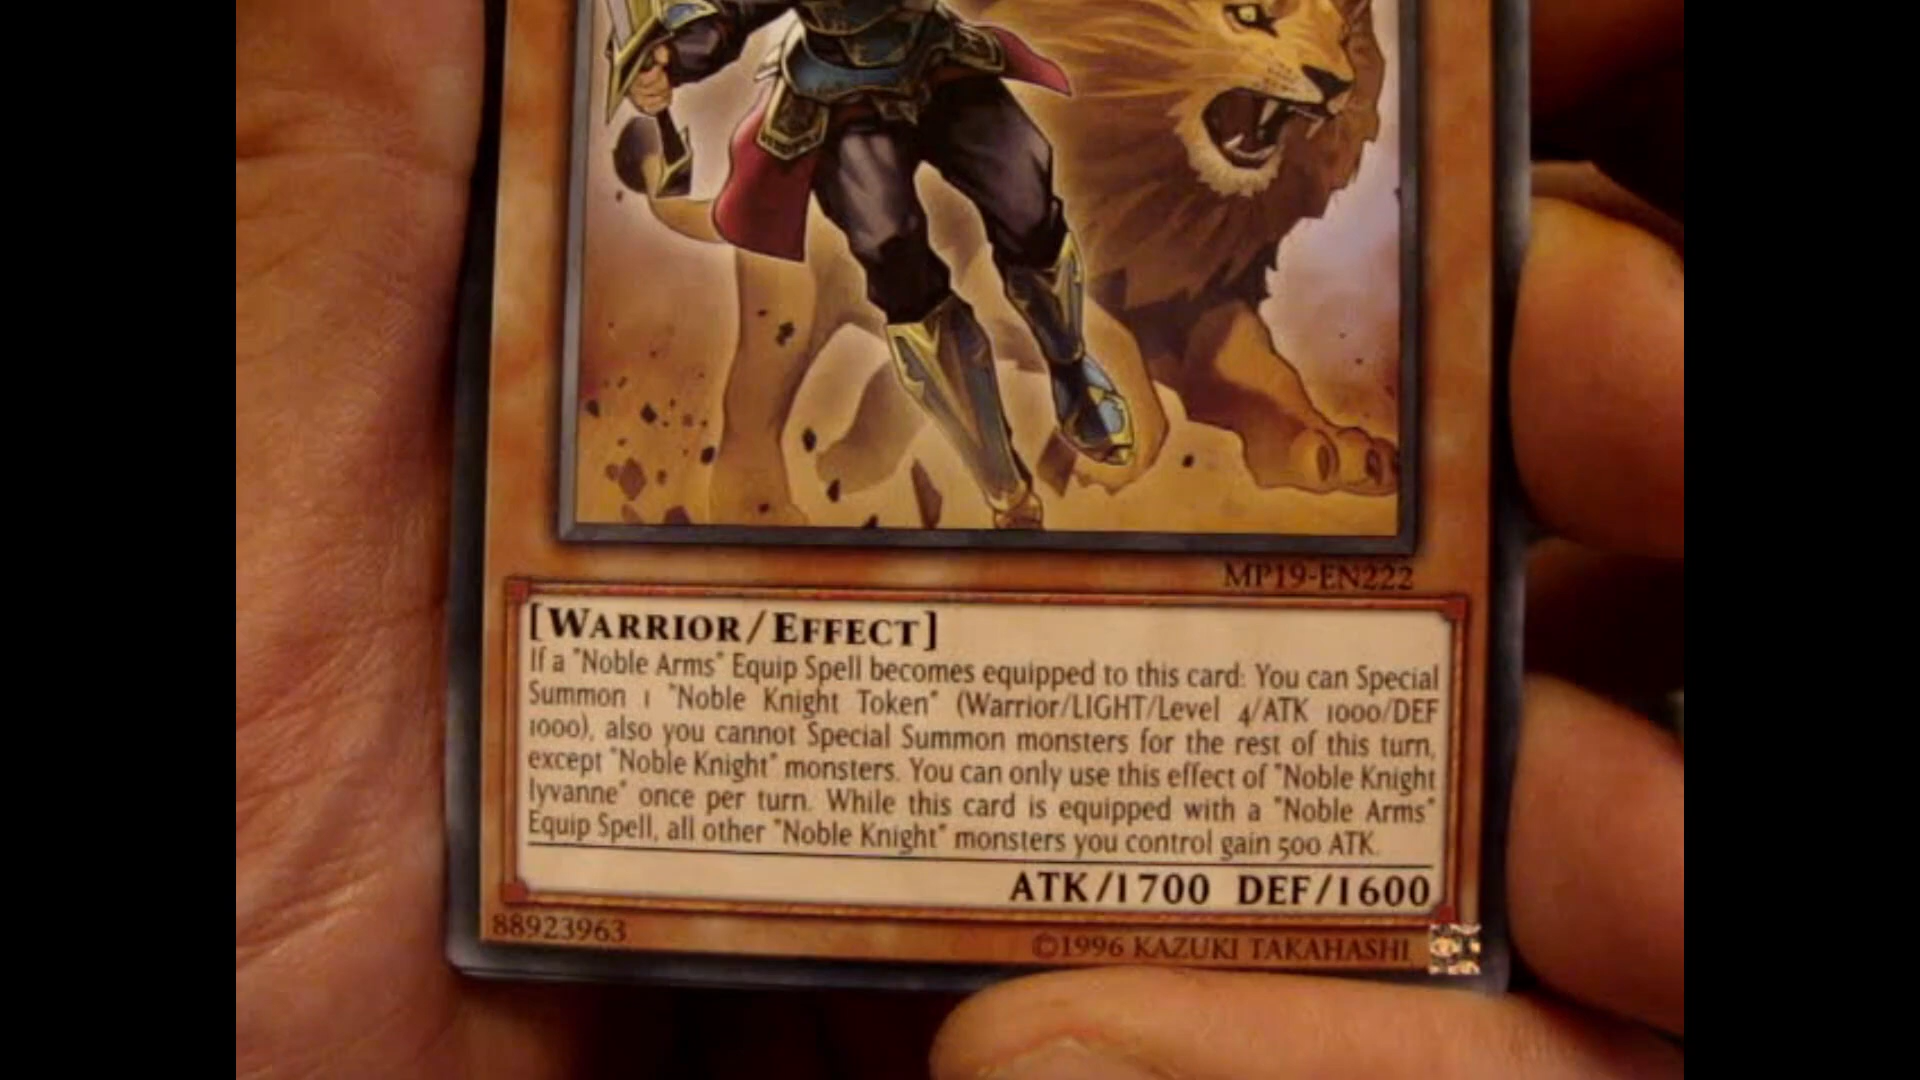 MP19-EN222
[WARRIOR/EFFECT]
If a "Noble Arms" Equip Spell becomes equipped to this card: You can Special
Summon 1 "Noble Knight Token" (Warrior/LIGHT/Level 4/ATK 1000/DEF
1000), also you cannot Special Summon monsters for the rest of this turn,
except "Noble Knight" monsters. You can only use this effect of "Noble Knight
Iyvanne" once per turn. While this card is equipped with a "Noble Arms"
Equip Spell, all other "Noble Knight" monsters you control gain 500 ATK.
ATK/1700 DEF/1600
88923963
©1996 KAZUKI TAKAHASHI